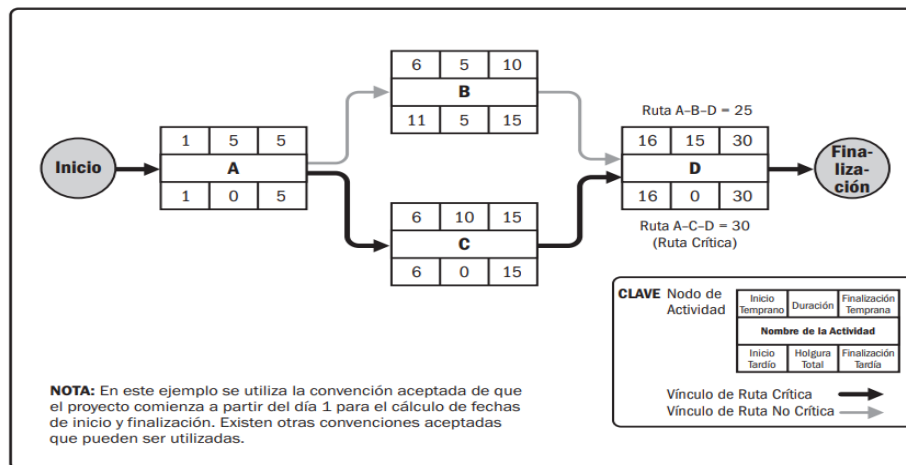 6 5 10
B
11 5 15
Ruta A–B–D = 25
Inicio
1 5 5
A
1 0 5
16 15 30
D
16 0 30
Fina-
liza-
ción
6 10 15
C
6 0 15
Ruta A–C–D = 30
(Ruta Crítica)
CLAVE Nodo de
Actividad
Inicio
Temprano
Duración
Finalización
Temprana
Nombre de la Actividad
Inicio
Tardío
Holgura
Total
Finalización
Tardía
Vínculo de Ruta Crítica
Vínculo de Ruta No Crítica
NOTA: En este ejemplo se utiliza la convención aceptada de que
el proyecto comienza a partir del día 1 para el cálculo de fechas
de inicio y finalización. Existen otras convenciones aceptadas
que pueden ser utilizadas.